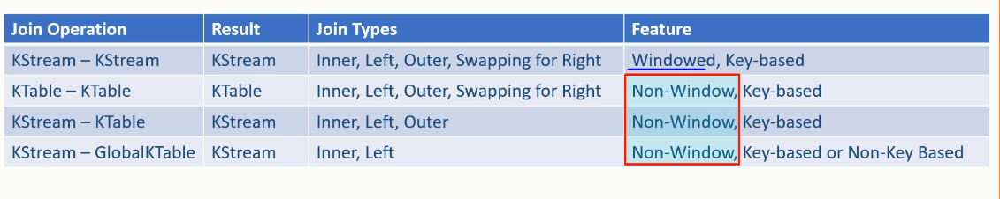 Join Operation Result Join Types Feature
KStream – KStream KStream Inner, Left, Outer, Swapping for Right Windowed, Key-based
KTable – KTable KTable Inner, Left, Outer, Swapping for Right Non-Window, Key-based
KStream – KTable KStream Inner, Left, Outer Non-Window, Key-based
KStream – GlobalKTable KStream Inner, Left Non-Window, Key-based or Non-Key Based